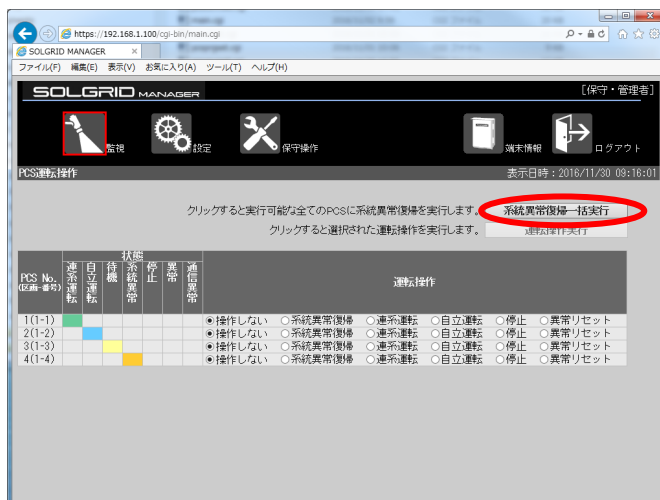 https://192.168.1.100/cgi-bin/main.cgi
SOLGRID MANAGER ×
ファイル(F) 編集(E) 表示(V) お気に入り(A) ツール(T) ヘルプ(H)
SOLGRID MANAGER [保守・管理者]
監視 設定 保守操作 端末情報 ログアウト
PCS運転操作 表示日時:2016/11/30 09:16:01
クリックすると実行可能な全てのPCSに系統異常復帰を実行します。 系統異常復帰一括実行
クリックすると選択された運転操作を実行します。 運転操作実行
PCS No.
(区画-番号)
状態
連系運転
自立運転
待機
系統異常
停止
異常
通信異常
運転操作
1(1-1) 操作しない 系統異常復帰 連系運転 自立運転 停止 異常リセット
2(1-2) 操作しない 系統異常復帰 連系運転 自立運転 停止 異常リセット
3(1-3) 操作しない 系統異常復帰 連系運転 自立運転 停止 異常リセット
4(1-4) 操作しない 系統異常復帰 連系運転 自立運転 停止 異常リセット